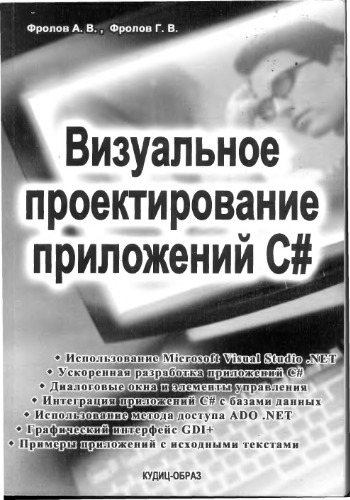 Фролов А. В. , Фролов Г. В.
Визуальное
проектирование
приложений C#
• Использование Microsoft Visual Studio .NET
• Ускоренная разработка приложений C#
• Диалоговые окна и элементы управления
• Интеграция приложений C# с базами данных
• Использование метода доступа ADO .NET
• Графический интерфейс GDI+
• Примеры приложений с исходными текстами
КУДИЦ-ОБРАЗ